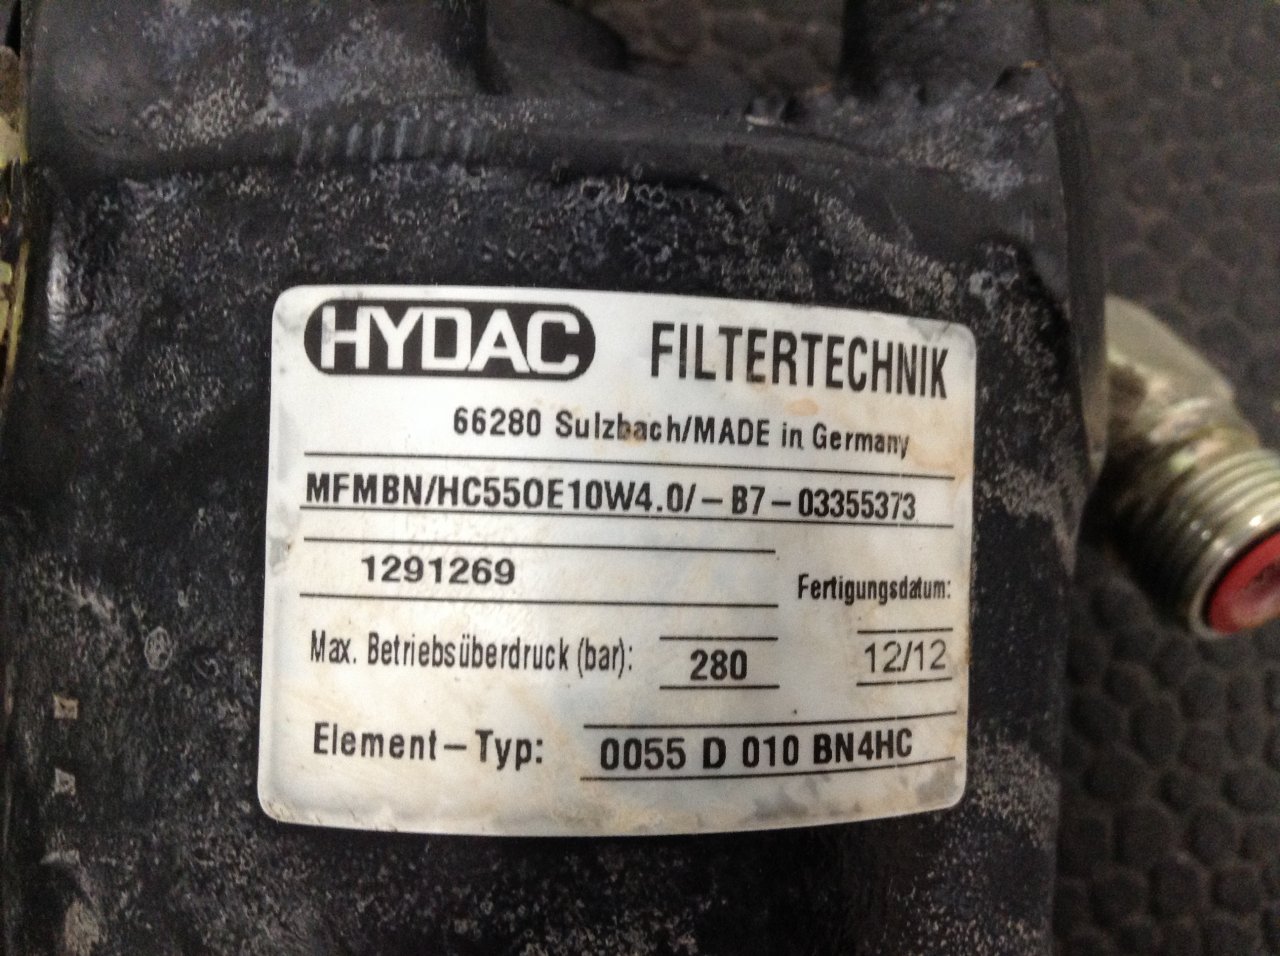 HYDAC FILTERTECHNIK
66280 Sulzbach/MADE in Germany
MFMBN/HC55OE10W4.0/-B7-03355373
1291269
Fertigungsdatum:
Max. Betriebsüberdruck (bar): 280 12/12
Element-Typ: 0055 D 010 BN4HC